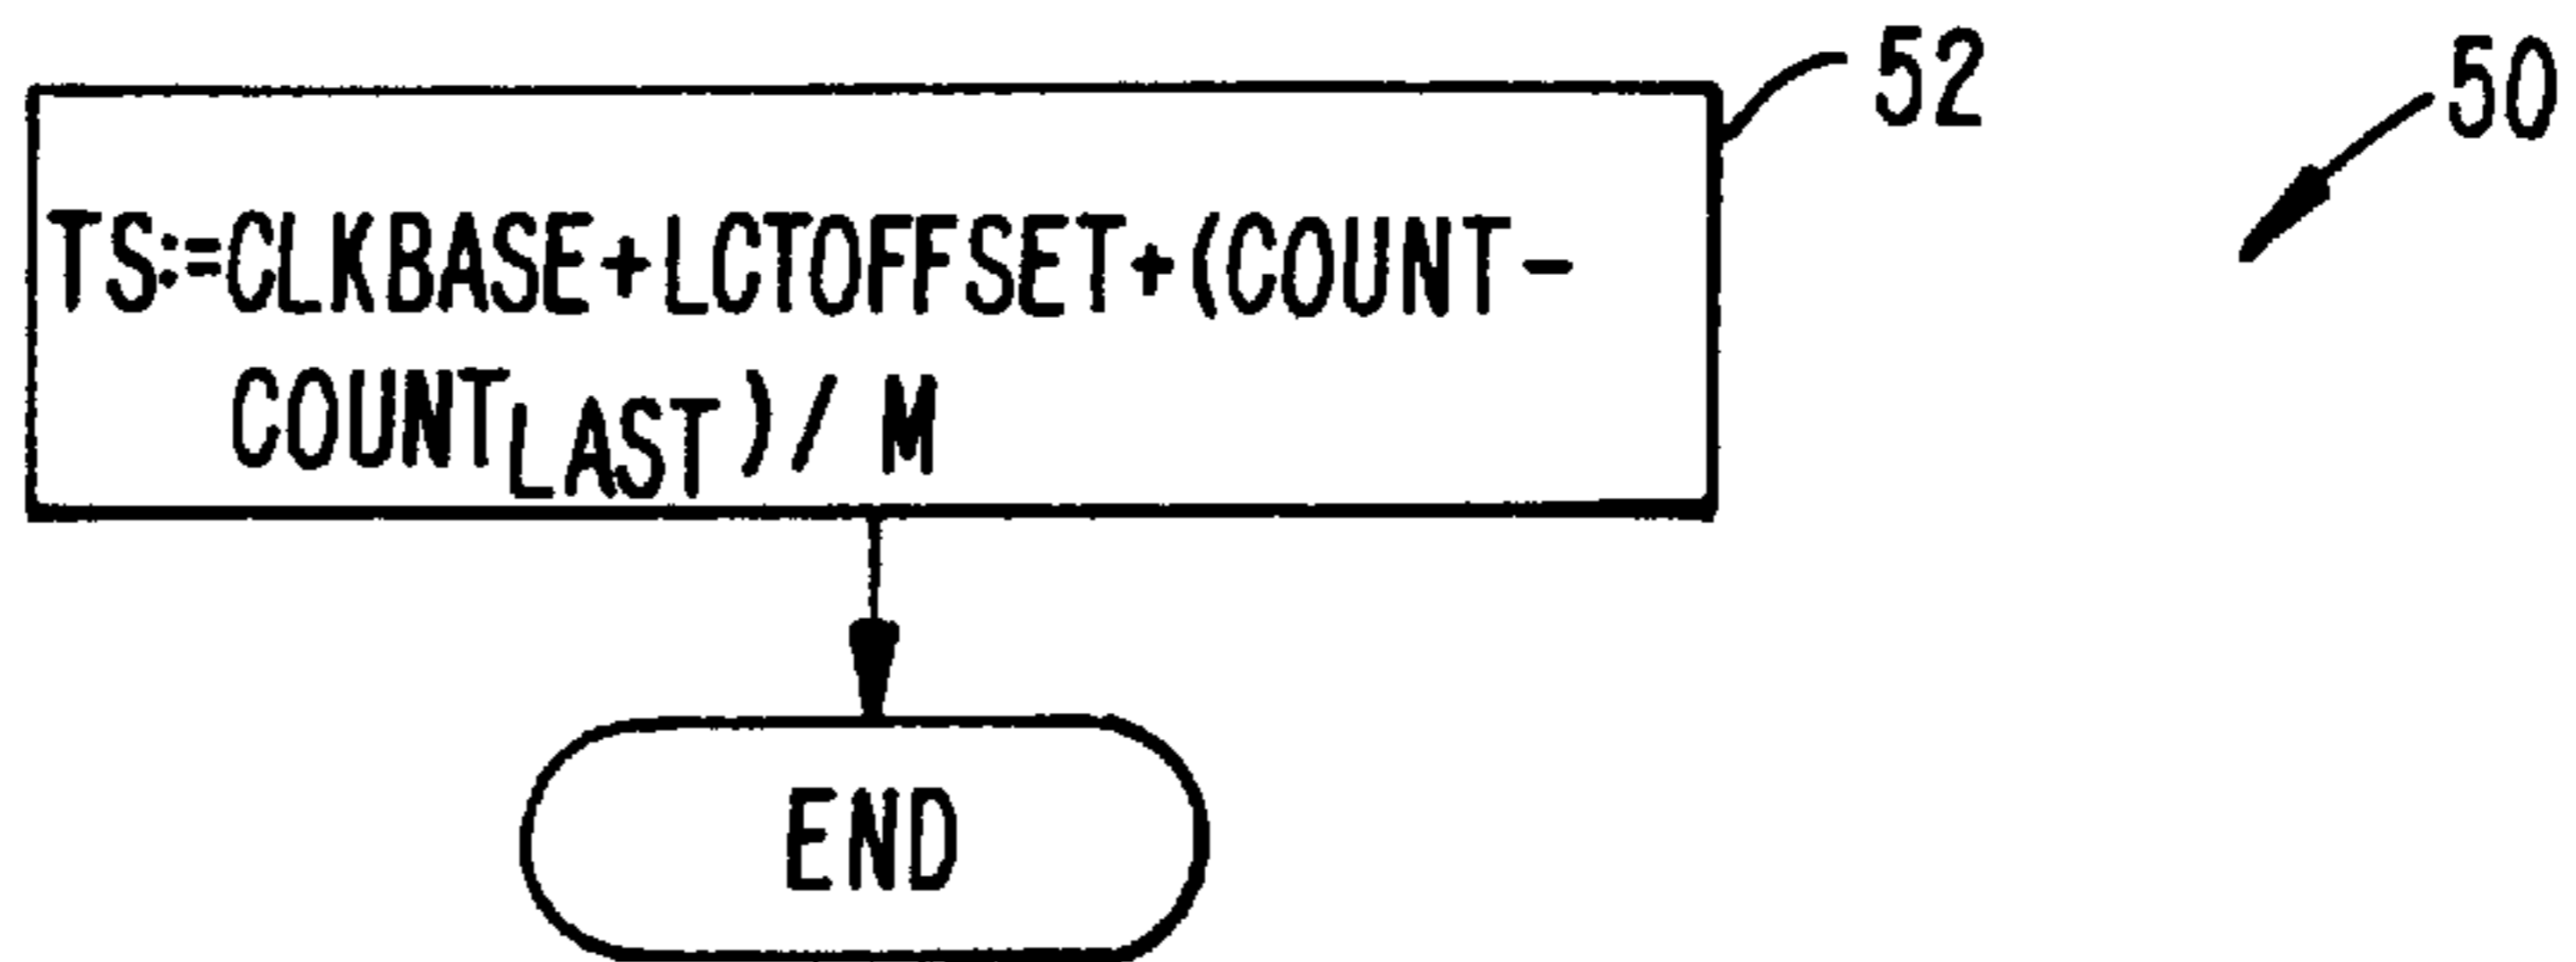 52
50
TS:=CLKBASE+LCTOFFSET+(COUNT-
COUNTLAST)/ M
END